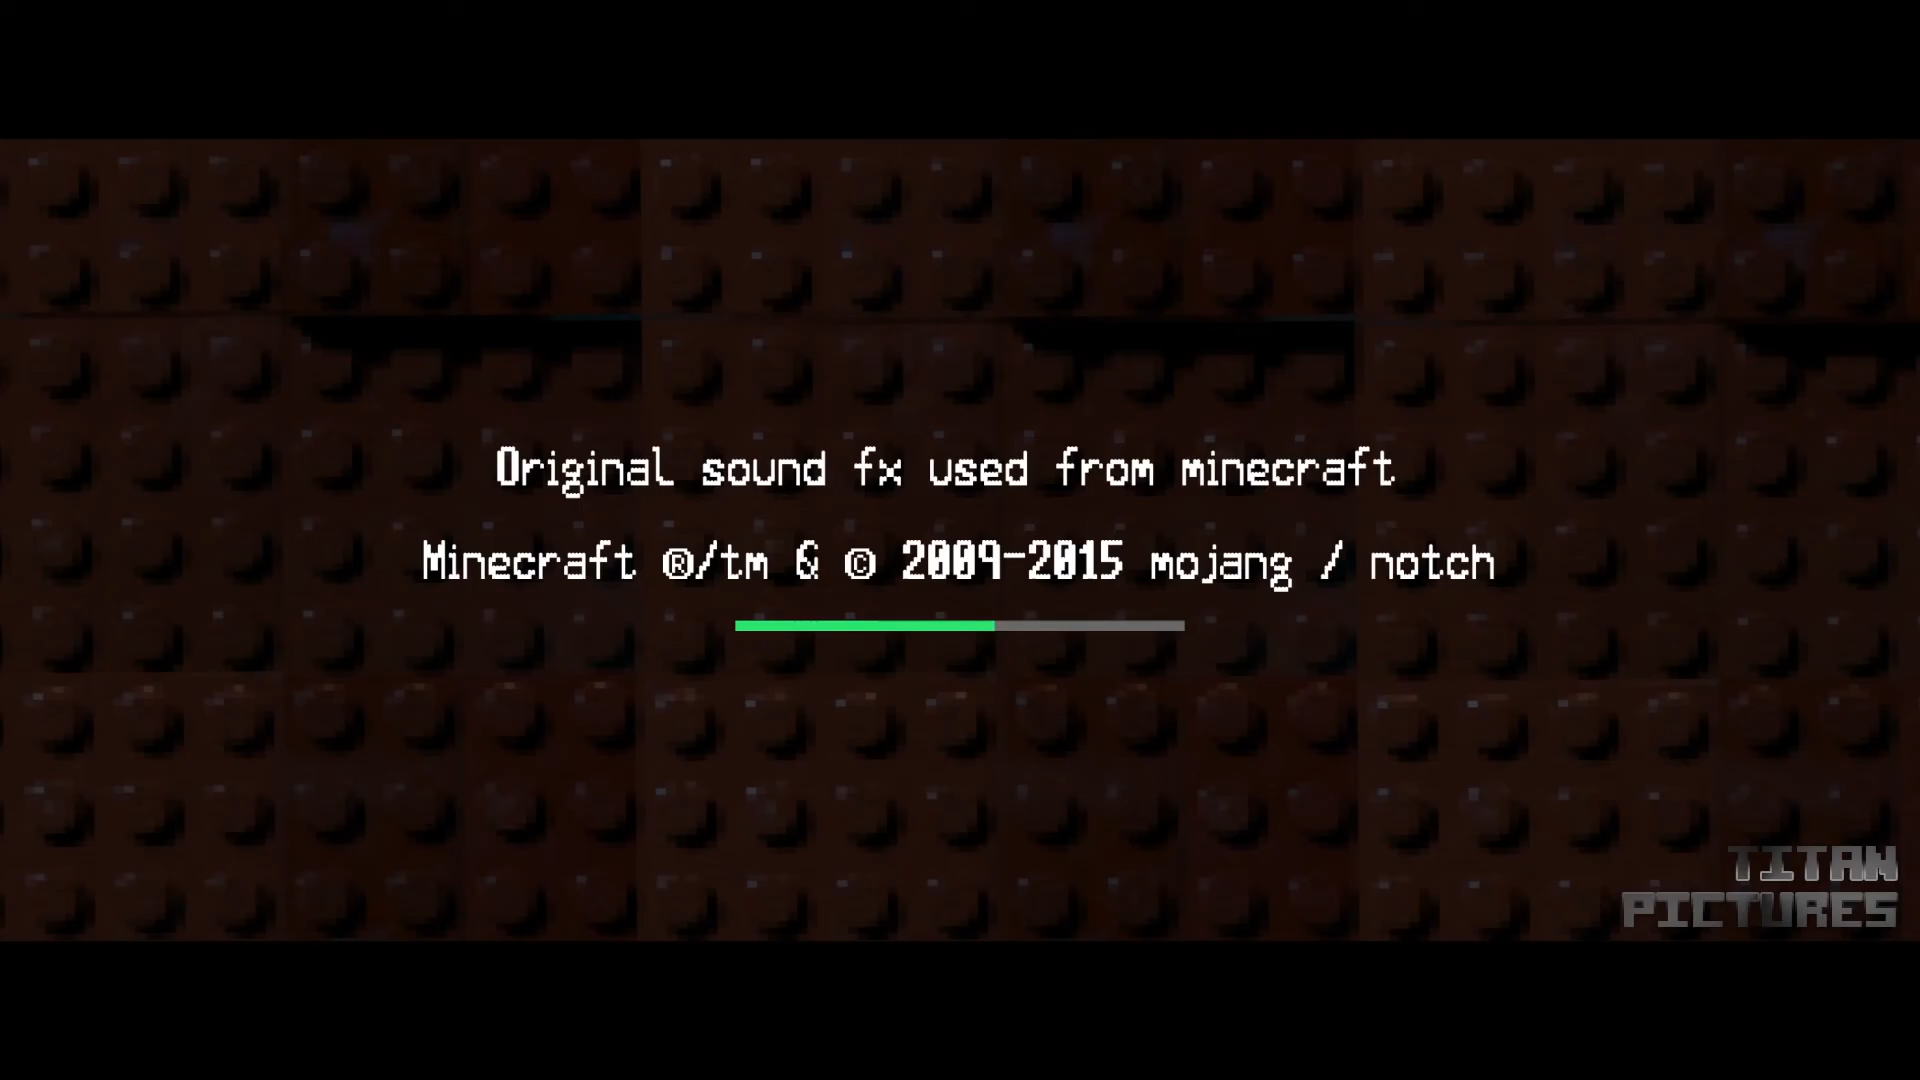 Original sound fx used from minecraft
Minecraft ®/tm & © 2009-2015 mojang / notch
TITAN
PICTURES